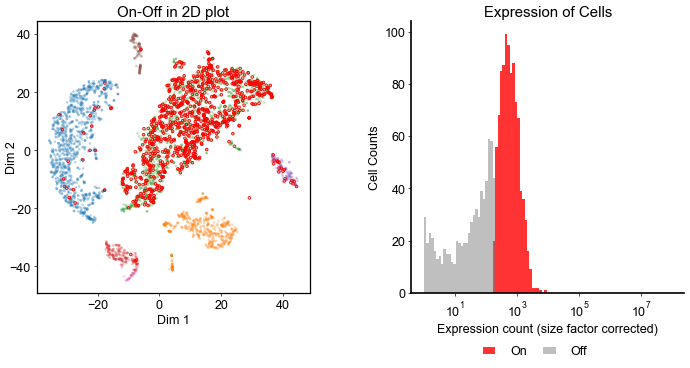 On-Off in 2D plot
40
20
0
−20
−40
−20
0
20
40
Dim 2
Dim 1
Expression of Cells
100
80
60
40
20
0
10^1
10^3
10^5
10^7
Cell Counts
Expression count (size factor corrected)
On
Off